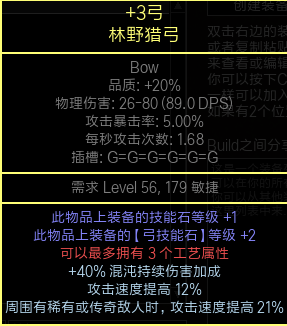 +3弓
林野猎弓
Bow
品质: +20%
物理伤害: 26-80 (89.0 DPS)
攻击暴击率: 5.00%
每秒攻击次数: 1.68
插槽: G=G=G=G=G=G
需求 Level 56, 179 敏捷
此物品上装备的技能石等级 +1
此物品上装备的【弓技能石】等级 +2
可以最多拥有 3 个工艺属性
+40% 混沌持续伤害加成
攻击速度提高 12%
周围有稀有或传奇敌人时，攻击速度提高 21%
创建装备
双击右边的装
或者复制粘贴
来查看或编辑
你可以按下C
一样可以加入
如果有2个位
Build之间分享